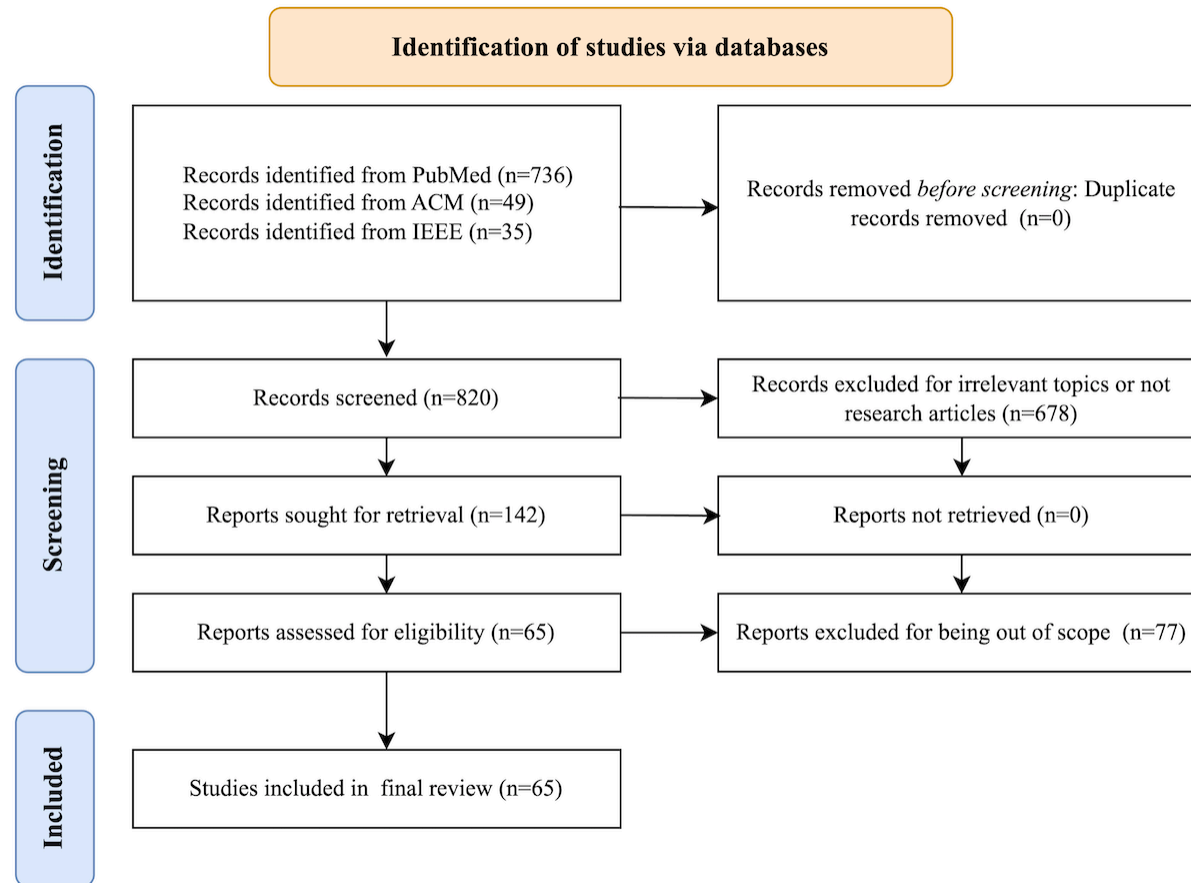 Identification of studies via databases
Identification
Records identified from PubMed (n=736)
Records identified from ACM (n=49)
Records identified from IEEE (n=35)
Records removed before screening: Duplicate
records removed (n=0)
Screening
Records screened (n=820)
Records excluded for irrelevant topics or not
research articles (n=678)
Reports sought for retrieval (n=142)
Reports not retrieved (n=0)
Reports assessed for eligibility (n=65)
Reports excluded for being out of scope (n=77)
Included
Studies included in final review (n=65)